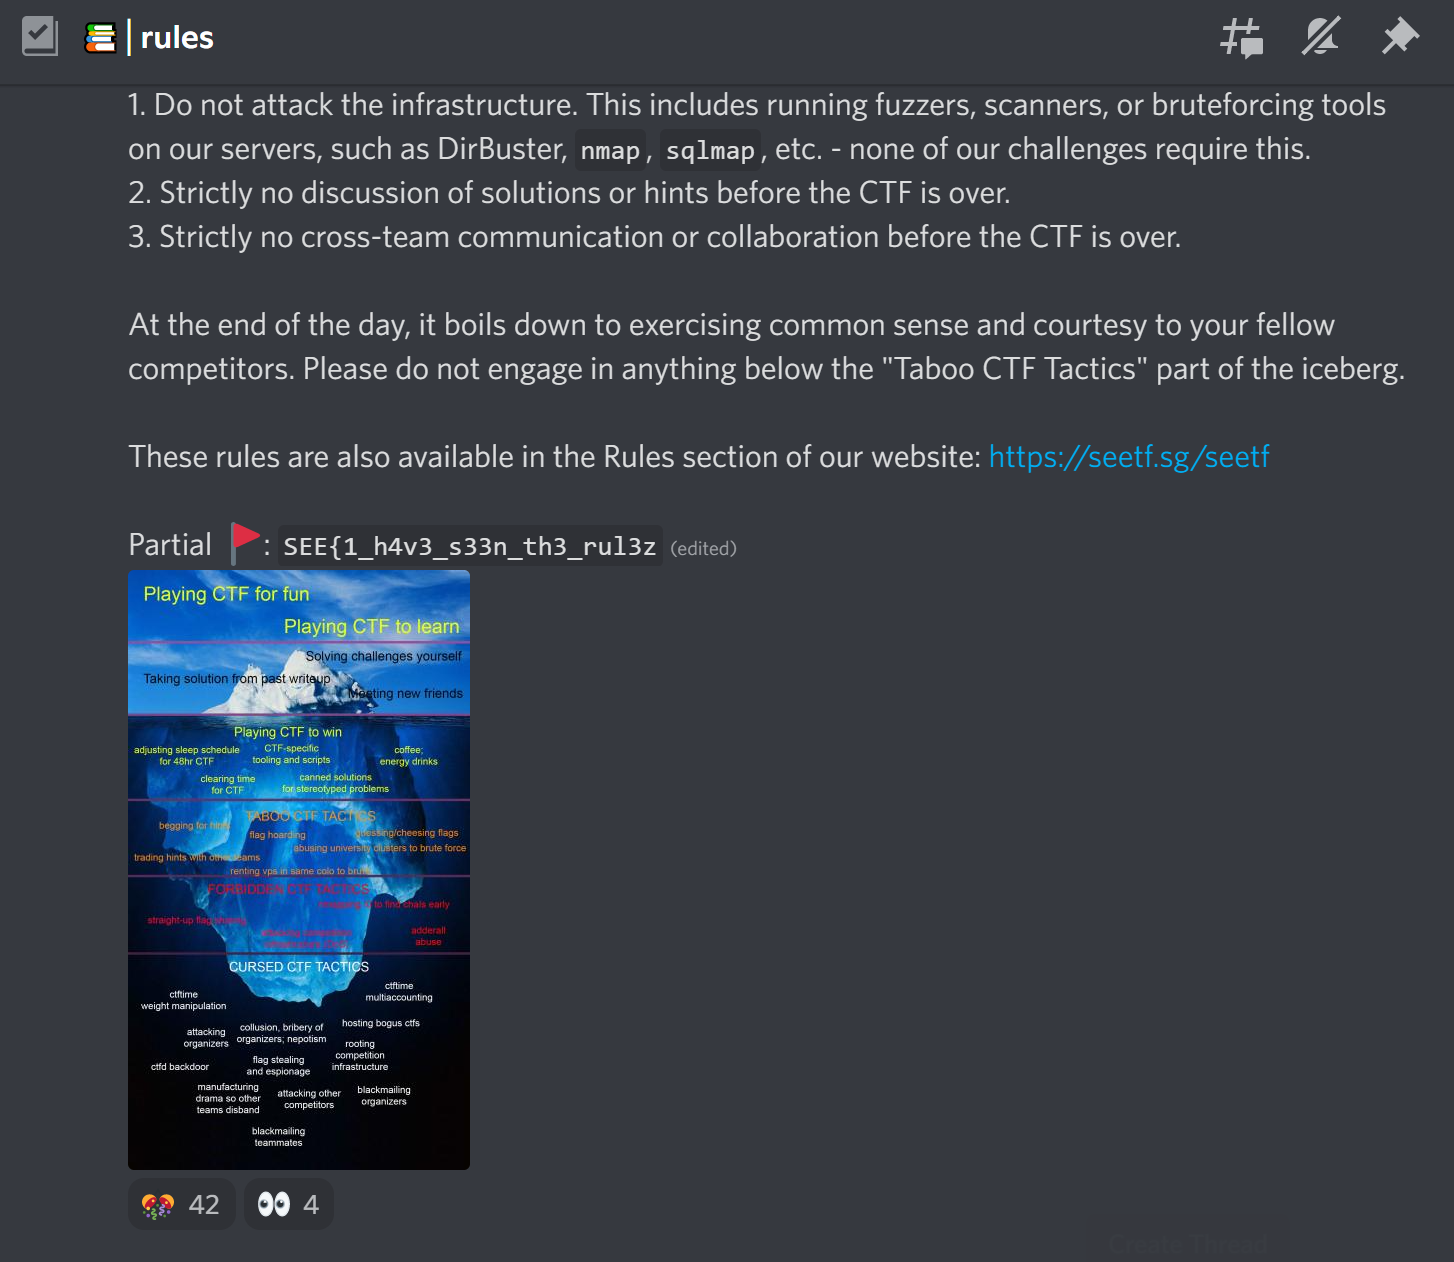 rules
1. Do not attack the infrastructure. This includes running fuzzers, scanners, or bruteforcing tools
on our servers, such as DirBuster, nmap, sqlmap, etc. - none of our challenges require this.
2. Strictly no discussion of solutions or hints before the CTF is over.
3. Strictly no cross-team communication or collaboration before the CTF is over.
At the end of the day, it boils down to exercising common sense and courtesy to your fellow
competitors. Please do not engage in anything below the "Taboo CTF Tactics" part of the iceberg.
These rules are also available in the Rules section of our website: https://seetf.sg/seetf
Partial 🚩: SEE{1_h4v3_s33n_th3_rul3z (edited)
Playing CTF for fun
Playing CTF to learn
Solving challenges yourself
Taking solution from past writeup
Meeting new friends
Playing CTF to win
adjusting sleep schedule
for 48hr CTF
CTF-specific
tooling and scripts
coffee;
energy drinks
clearing time
for CTF
canned solutions
for stereotyped problems
TABOO CTF TACTICS
begging for hints
flag hoarding
guessing/cheesing flags
abusing university clusters to brute force
trading hints with other teams
renting vps in same colo to brute
FORBIDDEN CTF TACTICS
to find chals early
straight-up flag sharing
adderall
abuse
CURSED CTF TACTICS
ctftime
weight manipulation
ctftime
multiaccounting
attacking
organizers
collusion, bribery of
organizers; nepotism
hosting bogus ctfs
rooting
competition
infrastructure
ctfd backdoor
flag stealing
and espionage
manufacturing
drama so other
teams disband
attacking other
competitors
blackmailing
organizers
blackmailing
teammates
42
4
Create Thread